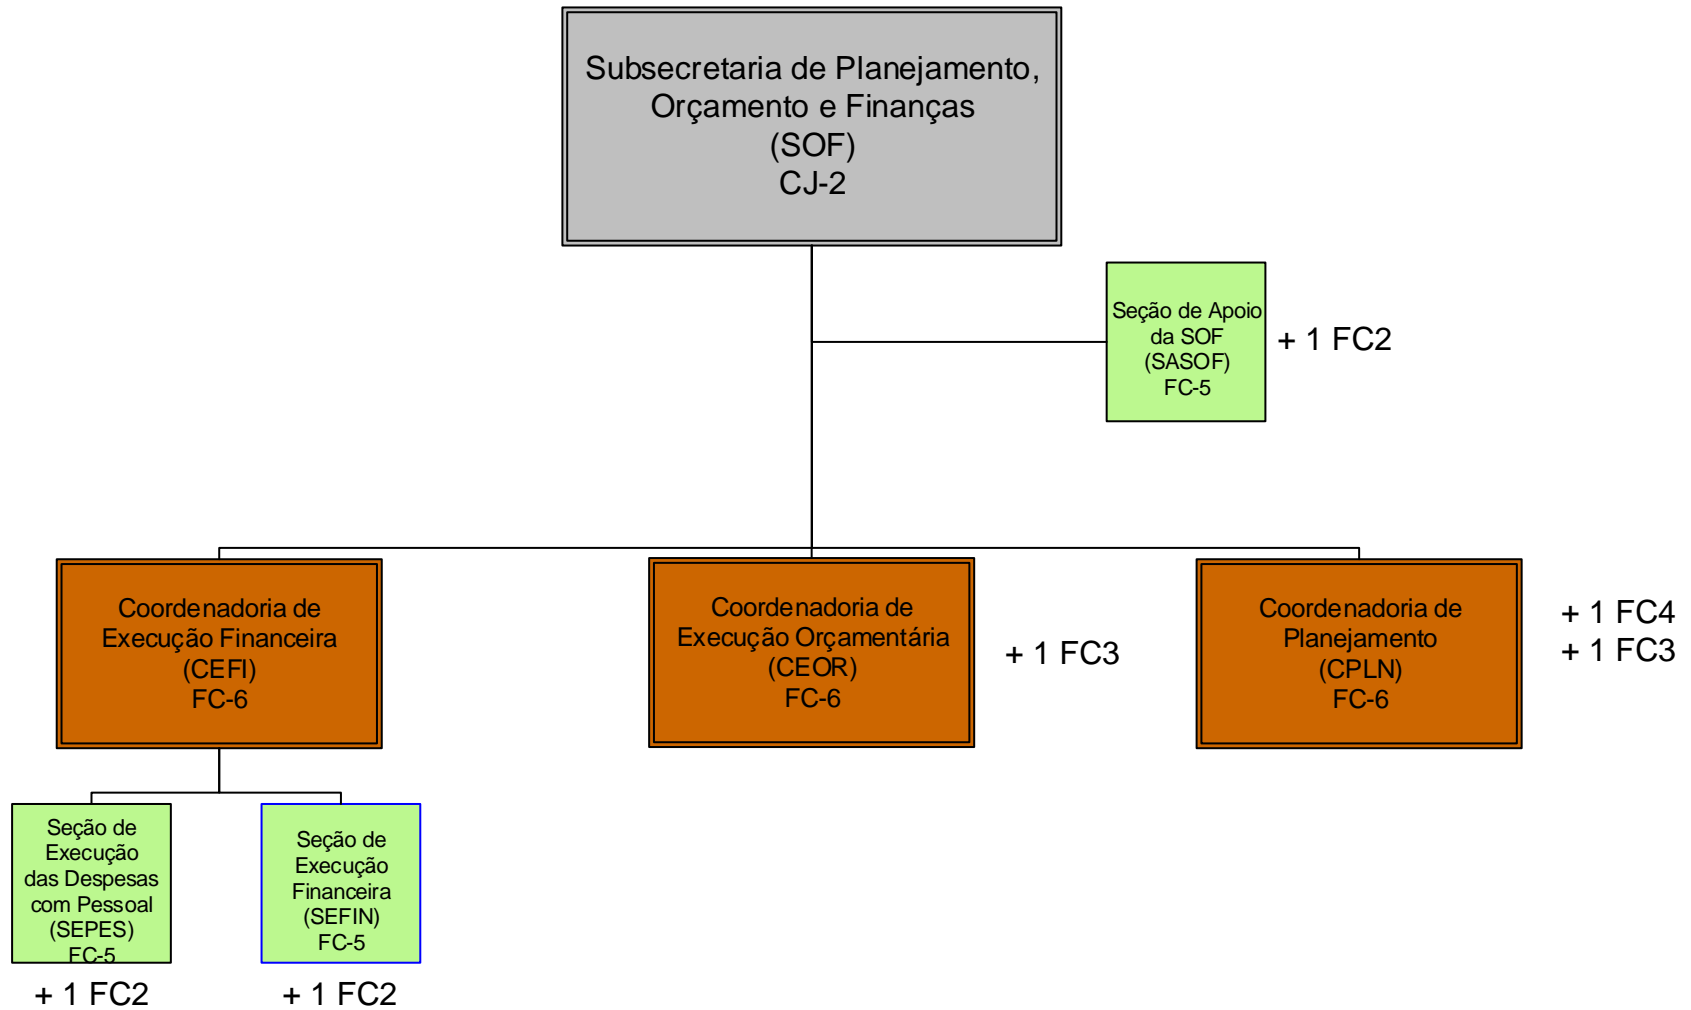 Subsecretaria de Planejamento,
Orçamento e Finanças
(SOF)
CJ-2
Seção de Apoio
da SOF
(SASOF)
FC-5
+ 1 FC2
Coordenadoria de
Execução Financeira
(CEFI)
FC-6
Coordenadoria de
Execução Orçamentária
(CEOR)
FC-6
+ 1 FC3
Coordenadoria de
Planejamento
(CPLN)
FC-6
+ 1 FC4
+ 1 FC3
Seção de
Execução
das Despesas
com Pessoal
(SEPES)
FC-5
+ 1 FC2
Seção de
Execução
Financeira
(SEFIN)
FC-5
+ 1 FC2